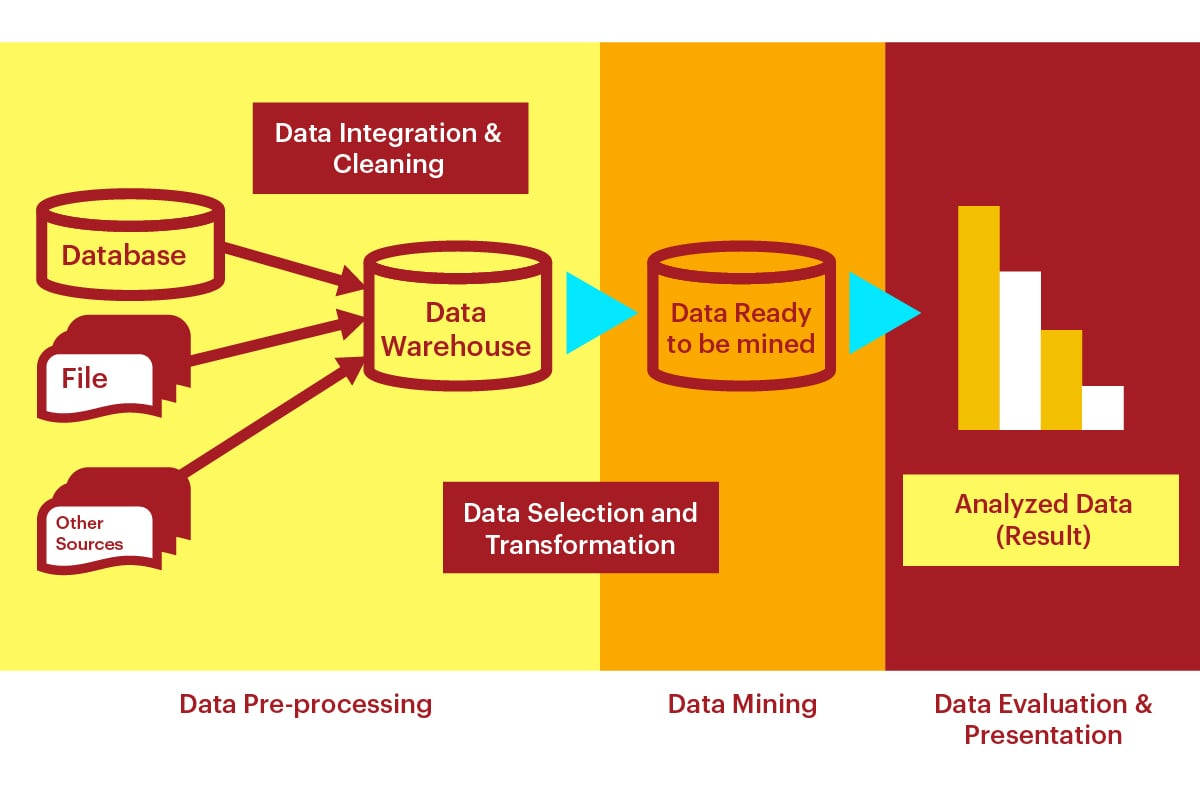 Data Integration &
Cleaning
Database
File
Other
Sources
Data
Warehouse
Data Ready
to be mined
Data Selection and
Transformation
Analyzed Data
(Result)
Data Pre-processing
Data Mining
Data Evaluation &
Presentation